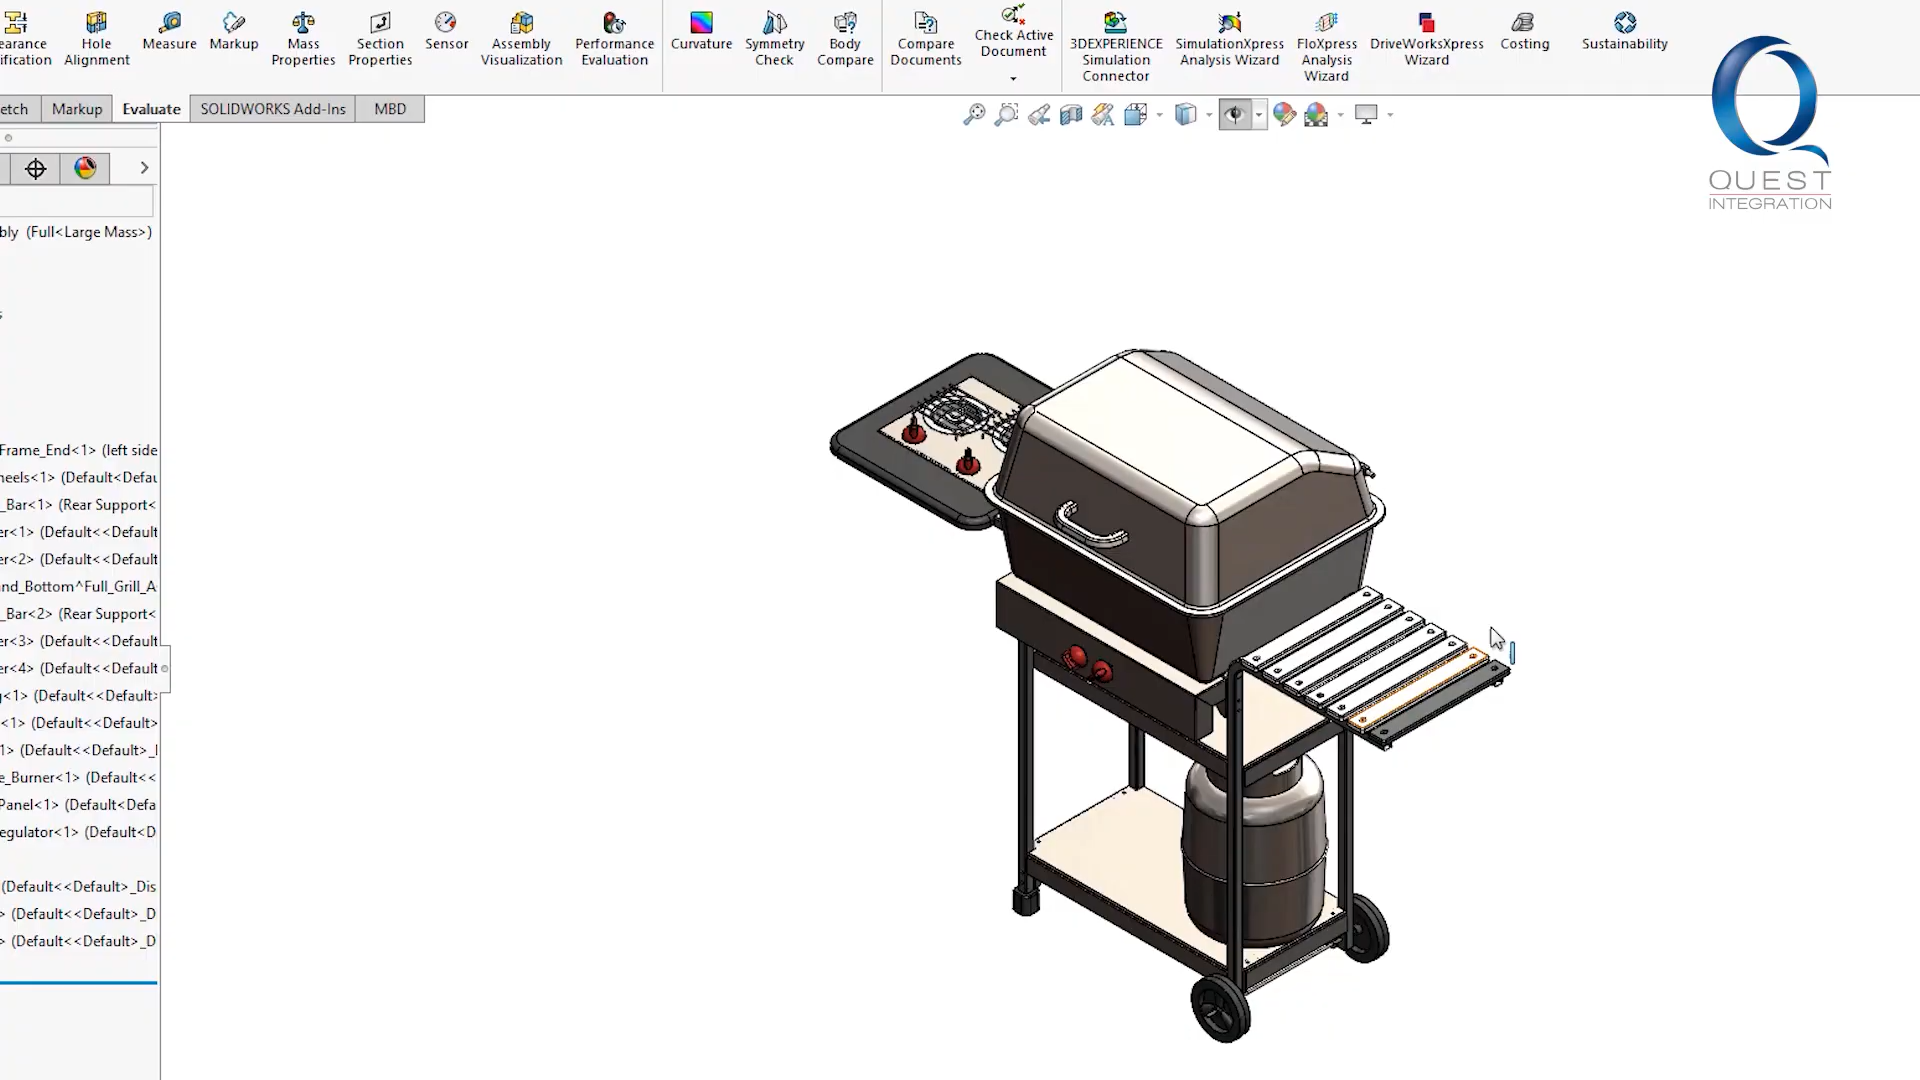 earance
ification
Hole
Alignment
Measure
Markup
Mass
Properties
Section
Properties
Sensor
Assembly
Visualization
Performance
Evaluation
Curvature
Symmetry
Check
Body
Compare
Compare
Documents
Check Active
Document
3DEXPERIENCE
Simulation
Connector
SimulationXpress
Analysis Wizard
FloXpress
Analysis
Wizard
DriveWorksXpress
Wizard
Costing
Sustainability
etch
Markup
Evaluate
SOLIDWORKS Add-Ins
MBD
QUEST
INTEGRATION
bly (Full<Large Mass>)
Frame_End<1> (left side
heels<1> (Default<Defau
_Bar<1> (Rear Support<
er<1> (Default<<Default
er<2> (Default<<Default
and_Bottom^Full_Grill_A
_Bar<2> (Rear Support<
er<3> (Default<<Default
er<4> (Default<<Default
g<1> (Default<<Default>
<1> (Default<<Default>
1> (Default<<Default>_
e_Burner<1> (Default<<
Panel<1> (Default<Defa
egulator<1> (Default<D
(Default<<Default>_Dis
> (Default<<Default>_D
> (Default<<Default>_D